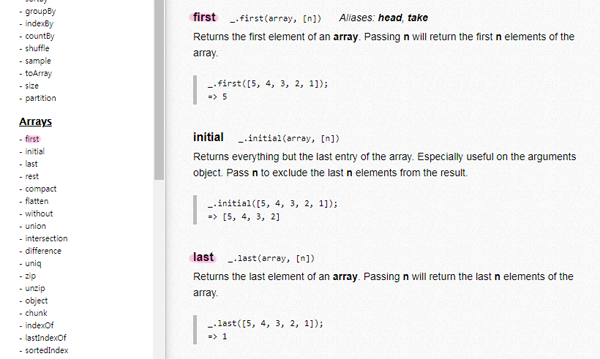 - groupBy
- indexBy
- countBy
- shuffle
- sample
- toArray
- size
- partition
Arrays
- first
- initial
- last
- rest
- compact
- flatten
- without
- union
- intersection
- difference
- uniq
- zip
- unzip
- object
- chunk
- indexOf
- lastIndexOf
- sortedIndex
first _.first(array, [n]) Aliases: head, take
Returns the first element of an array. Passing n will return the first n elements of the
array.
_.first([5, 4, 3, 2, 1]);
=> 5
initial _.initial(array, [n])
Returns everything but the last entry of the array. Especially useful on the arguments
object. Pass n to exclude the last n elements from the result.
_.initial([5, 4, 3, 2, 1]);
=> [5, 4, 3, 2]
last _.last(array, [n])
Returns the last element of an array. Passing n will return the last n elements of the
array.
_.last([5, 4, 3, 2, 1]);
=> 1